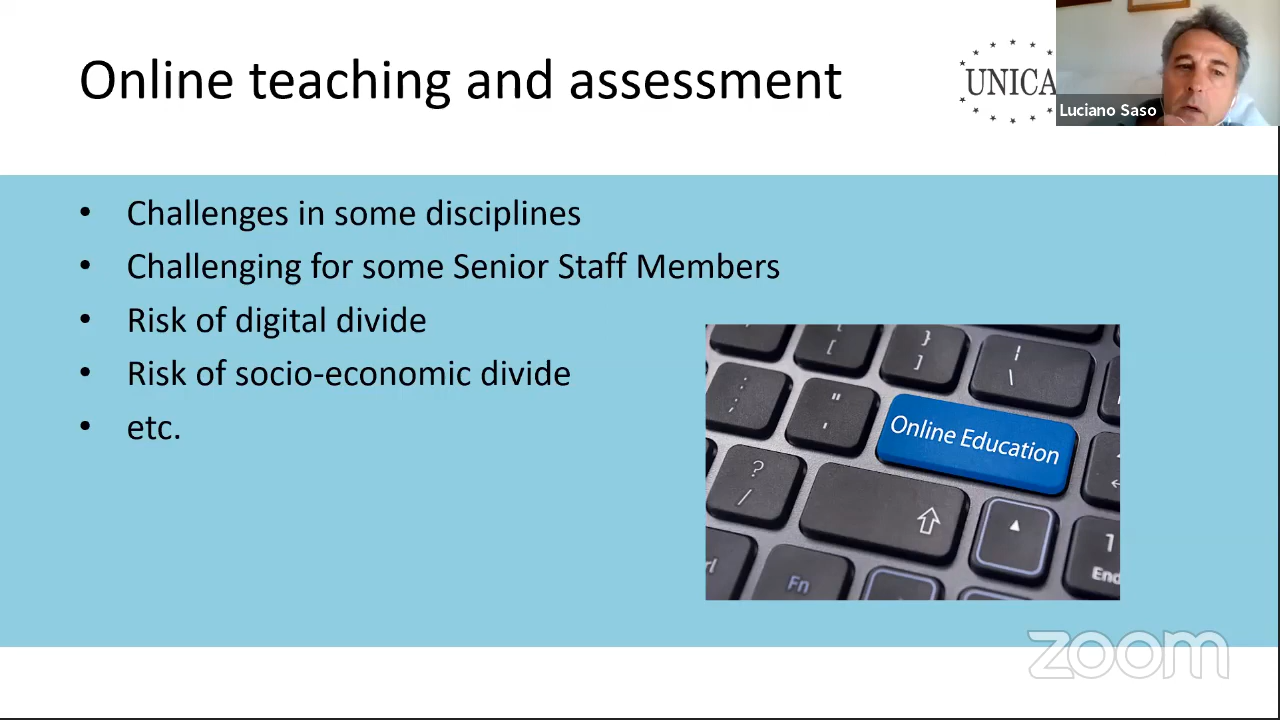 Online teaching and assessment
UNICA
Luciano Saso
• Challenges in some disciplines
• Challenging for some Senior Staff Members
• Risk of digital divide
• Risk of socio-economic divide
• etc.
{ [
} ]
| \
: ;
" '
Online Education
? /
Fn
1
End
zoom